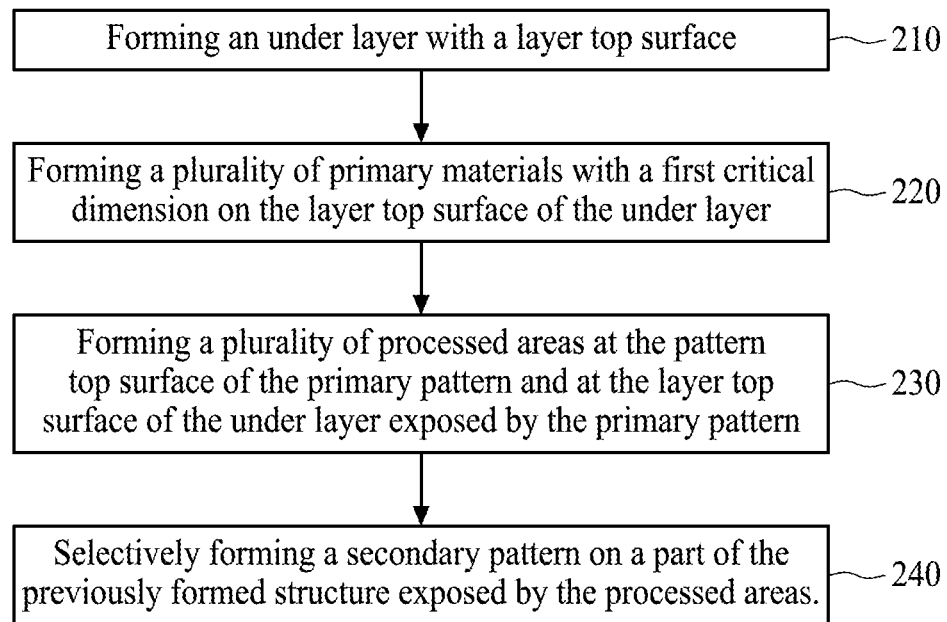 Forming an under layer with a layer top surface
210
Forming a plurality of primary materials with a first critical
dimension on the layer top surface of the under layer
220
Forming a plurality of processed areas at the pattern
top surface of the primary pattern and at the layer top
surface of the under layer exposed by the primary pattern
230
Selectively forming a secondary pattern on a part of the
previously formed structure exposed by the processed areas.
240